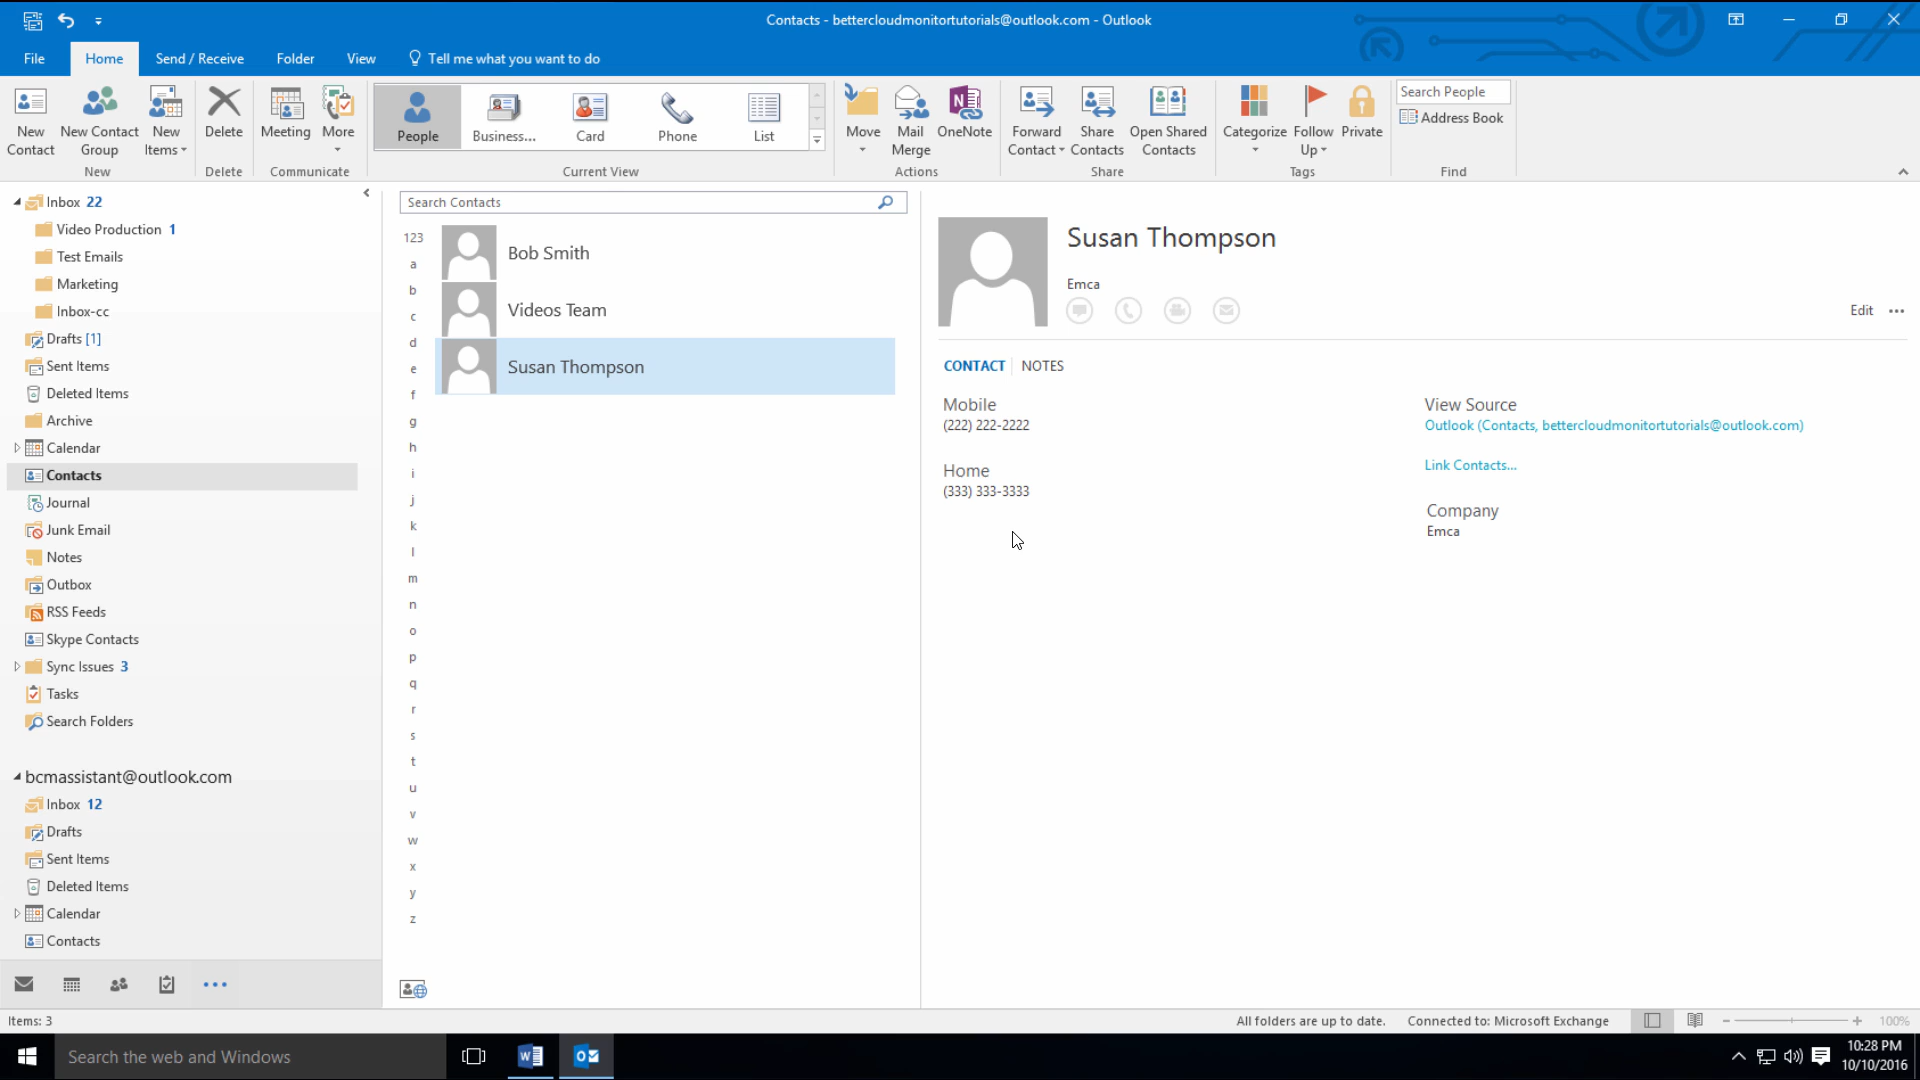 Contacts - bettercloudmonitortutorials@outlook.com - Outlook
File Home Send / Receive Folder View Tell me what you want to do
New Contact
New Contact Group
New Items
Delete
Meeting
More
People
Business...
Card
Phone
List
Move
Mail Merge
OneNote
Forward Contact
Share Contacts
Open Shared Contacts
Categorize
Follow Up
Private
Search People
Address Book
New Delete Communicate Current View Actions Share Tags Find
Inbox 22
Video Production 1
Test Emails
Marketing
Inbox-cc
Drafts [1]
Sent Items
Deleted Items
Archive
Calendar
Contacts
Journal
Junk Email
Notes
Outbox
RSS Feeds
Skype Contacts
Sync Issues 3
Tasks
Search Folders
bcmassistant@outlook.com
Inbox 12
Drafts
Sent Items
Deleted Items
Calendar
Contacts
Search Contacts
123
a
b
c
d
e
f
g
h
i
j
k
l
m
n
o
p
q
r
s
t
u
v
w
x
y
z
Bob Smith
Videos Team
Susan Thompson
Susan Thompson
Emca
Edit
CONTACT NOTES
Mobile
(222) 222-2222
Home
(333) 333-3333
View Source
Outlook (Contacts, bettercloudmonitortutorials@outlook.com)
Link Contacts...
Company
Emca
Items: 3
All folders are up to date. Connected to: Microsoft Exchange
100%
Search the web and Windows
10:28 PM
10/10/2016